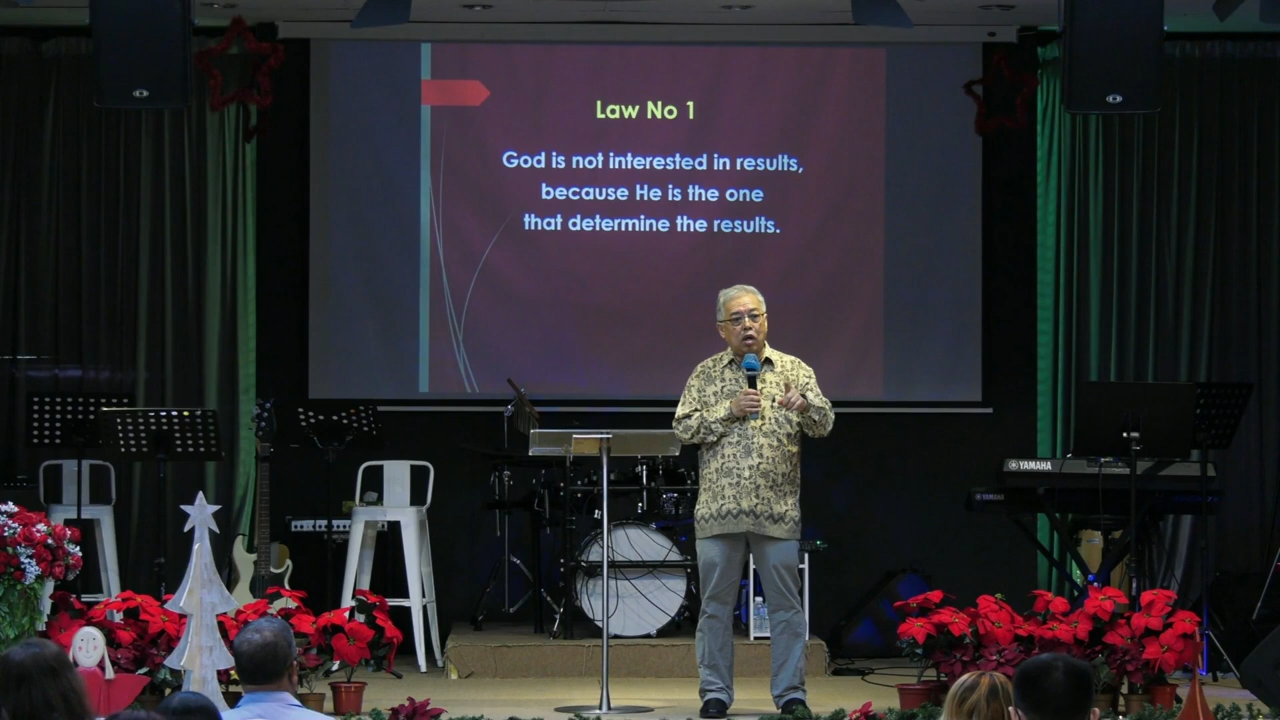 Law No 1
God is not interested in results,
because He is the one
that determine the results.
YAMAHA
YAMAHA